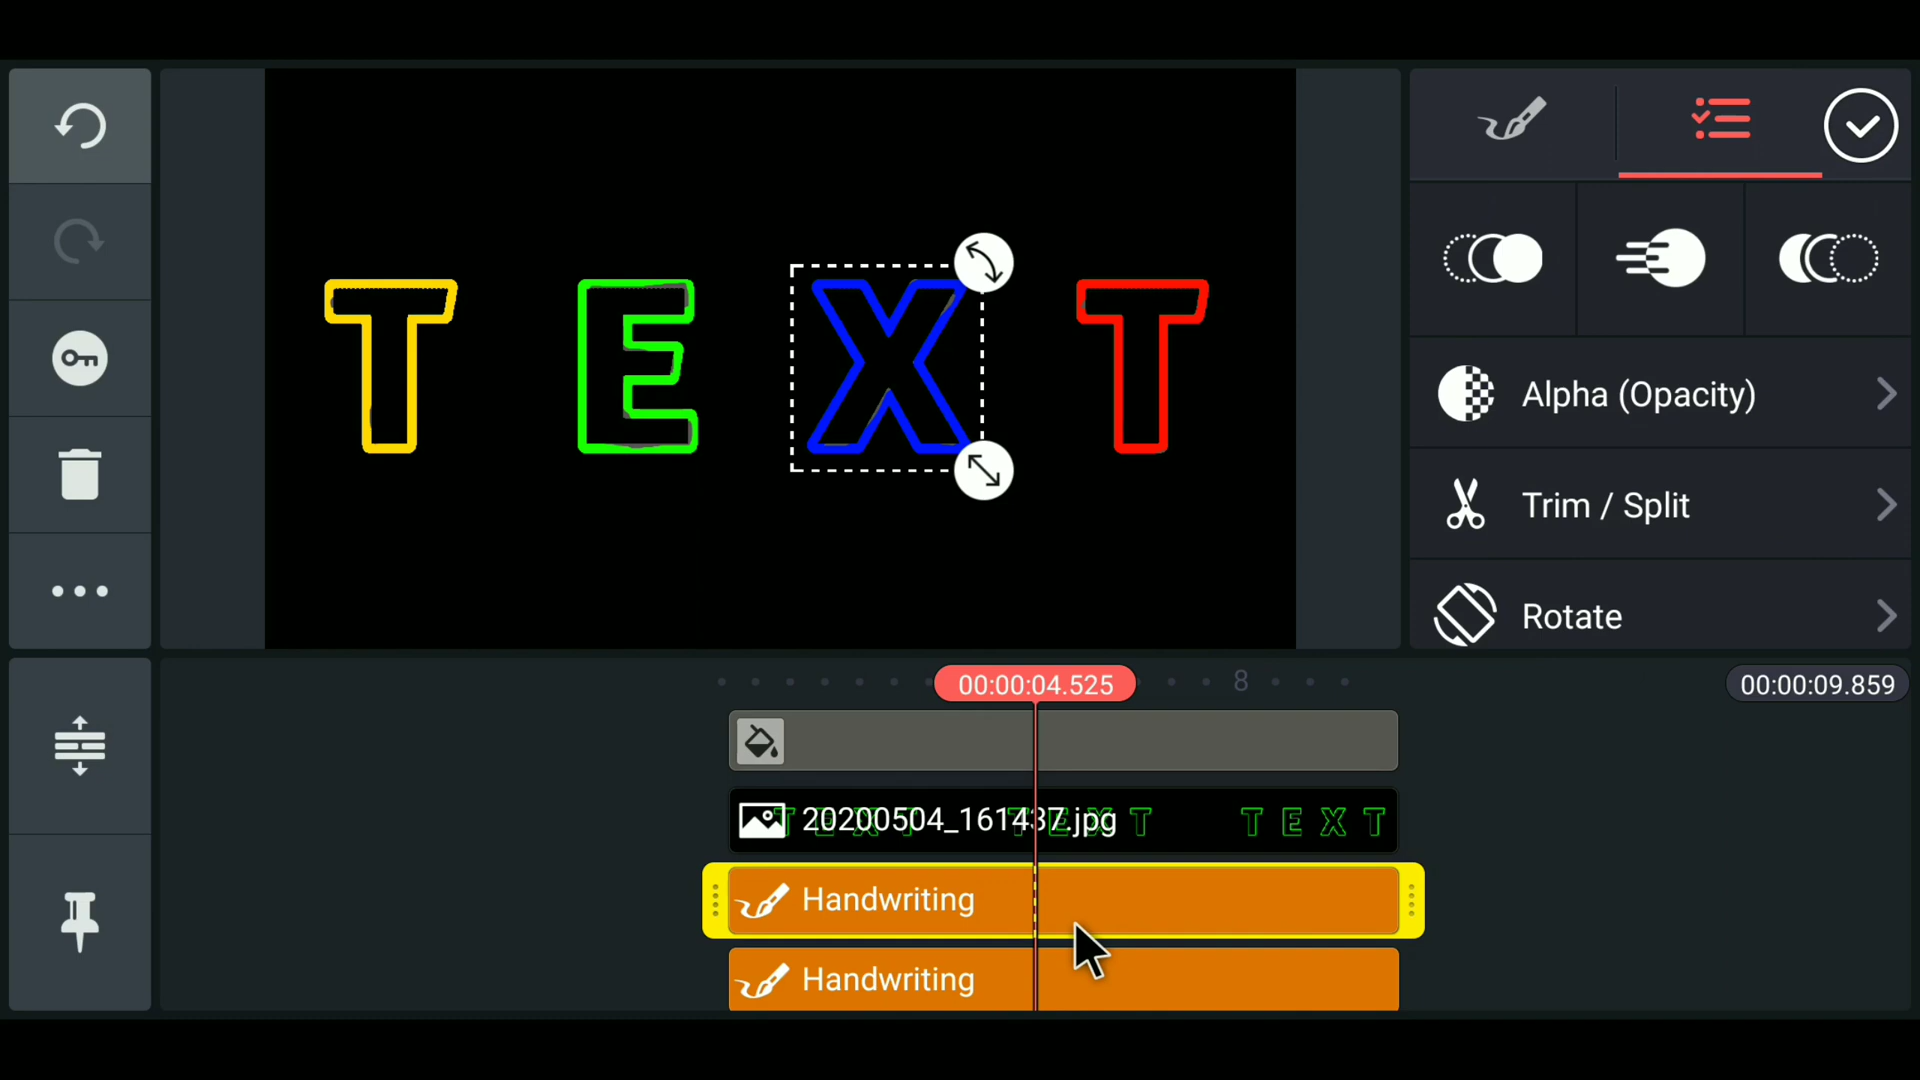 T E X T
Alpha (Opacity)
Trim / Split
Rotate
00:00:04.525
8
00:00:09.859
20200504_161437.jpg
T E X T
Handwriting
Handwriting